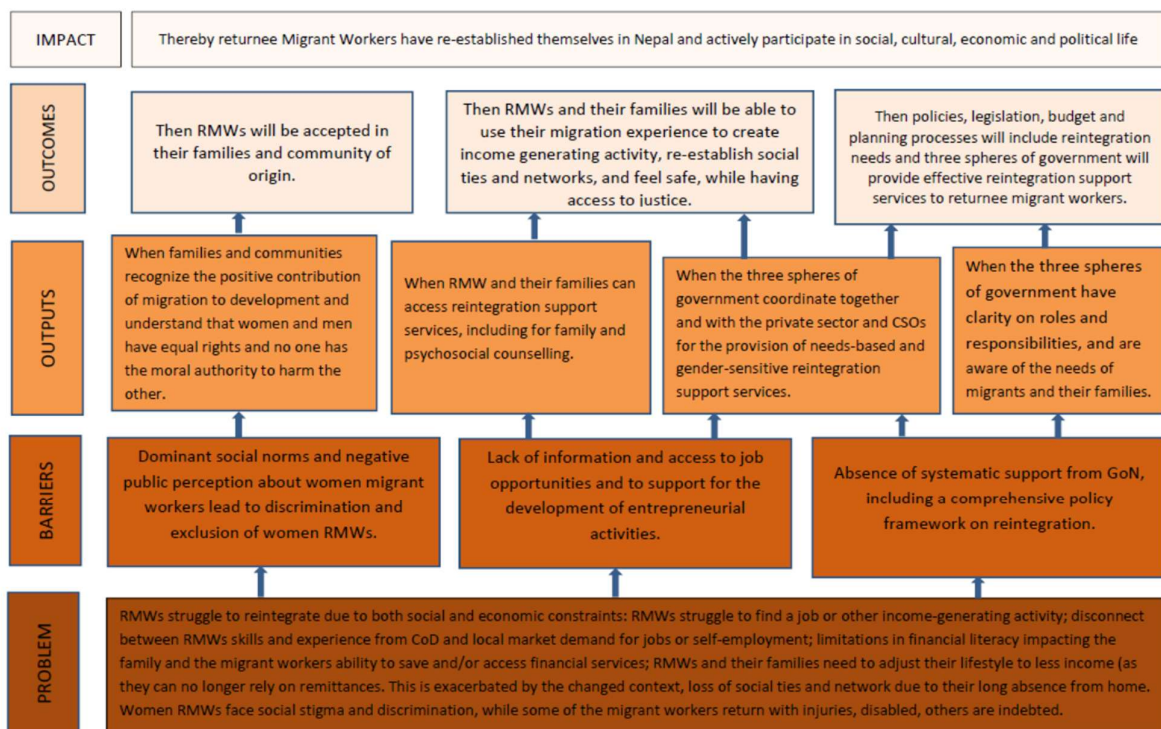 IMPACT
Thereby returnee Migrant Workers have re-established themselves in Nepal and actively participate in social, cultural, economic and political life
OUTCOMES
Then RMWs will be accepted in
their families and community of
origin.
Then RMWs and their families will be able to
use their migration experience to create
income generating activity, re-establish social
ties and networks, and feel safe, while having
access to justice.
Then policies, legislation, budget and
planning processes will include reintegration
needs and three spheres of government will
provide effective reintegration support
services to returnee migrant workers.
OUTPUTS
When families and communities
recognize the positive contribution
of migration to development and
understand that women and men
have equal rights and no one has
the moral authority to harm the
other.
When RMW and their families can
access reintegration support
services, including for family and
psychosocial counselling.
When the three spheres of
government coordinate together
and with the private sector and CSOs
for the provision of needs-based and
gender-sensitive reintegration
support services.
When the three spheres
of government have
clarity on roles and
responsibilities, and are
aware of the needs of
migrants and their families.
BARRIERS
Dominant social norms and negative
public perception about women migrant
workers lead to discrimination and
exclusion of women RMWs.
Lack of information and access to job
opportunities and to support for the
development of entrepreneurial
activities.
Absence of systematic support from GoN,
including a comprehensive policy
framework on reintegration.
PROBLEM
RMWs struggle to reintegrate due to both social and economic constraints: RMWs struggle to find a job or other income-generating activity; disconnect
between RMWs skills and experience from CoD and local market demand for jobs or self-employment; limitations in financial literacy impacting the
family and the migrant workers ability to save and/or access financial services; RMWs and their families need to adjust their lifestyle to less income (as
they can no longer rely on remittances. This is exacerbated by the changed context, loss of social ties and network due to their long absence from home.
Women RMWs face social stigma and discrimination, while some of the migrant workers return with injuries, disabled, others are indebted.